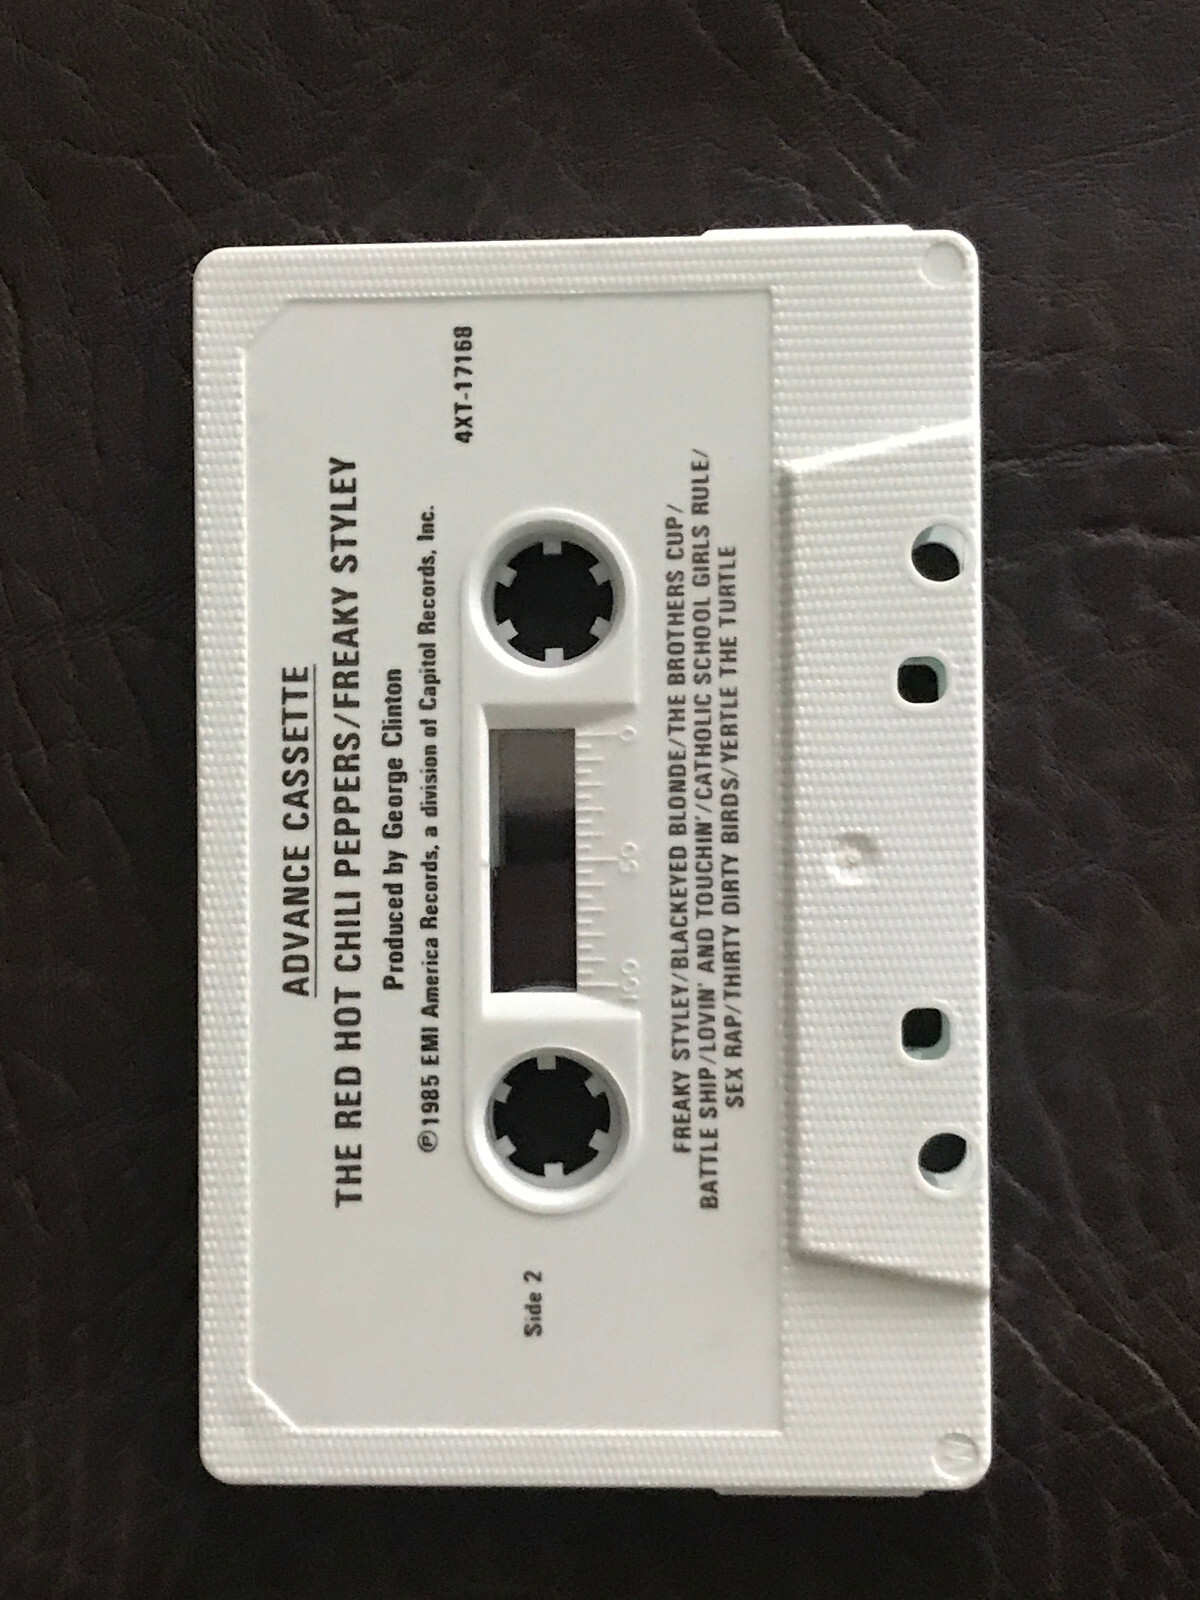 ADVANCE CASSETTE
THE RED HOT CHILI PEPPERS/FREAKY STYLEY
Produced by George Clinton
℗1985 EMI America Records, a division of Capitol Records, Inc.
4XT-17168
Side 2
100 50 0
FREAKY STYLEY/BLACKEYED BLONDE/THE BROTHERS CUP/
BATTLE SHIP/LOVIN' AND TOUCHIN'/CATHOLIC SCHOOL GIRLS RULE/
SEX RAP/THIRTY DIRTY BIRDS/YERTLE THE TURTLE